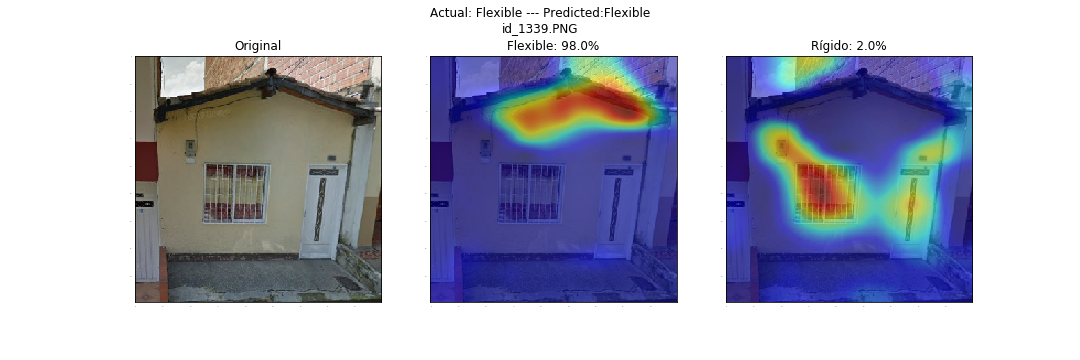 Actual: Flexible --- Predicted:Flexible
id_1339.PNG
Original
Flexible: 98.0%
Rígido: 2.0%